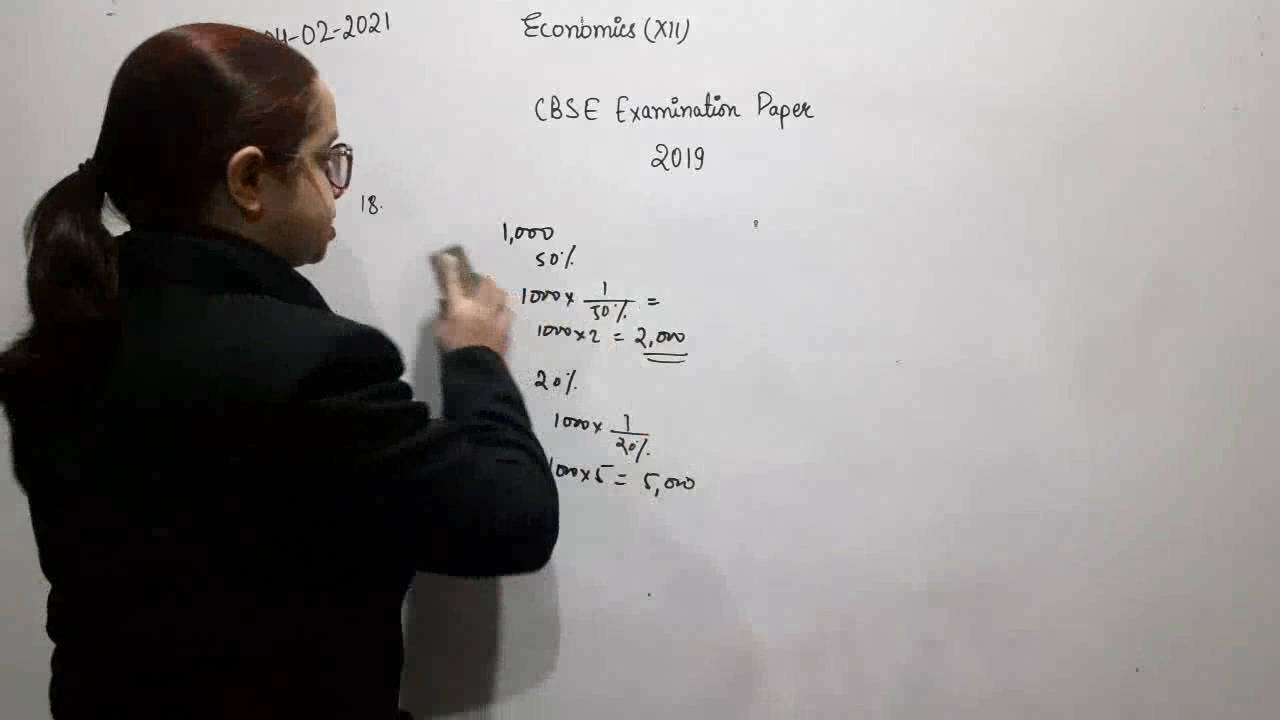 04-02-2021
Economics (XII)
CBSE Examination Paper
2019
18.
1,000
50%
1000 × 1/50% =
1000 × 2 = 2,000
20%
1000 × 1/20%
1000 × 5 = 5,000